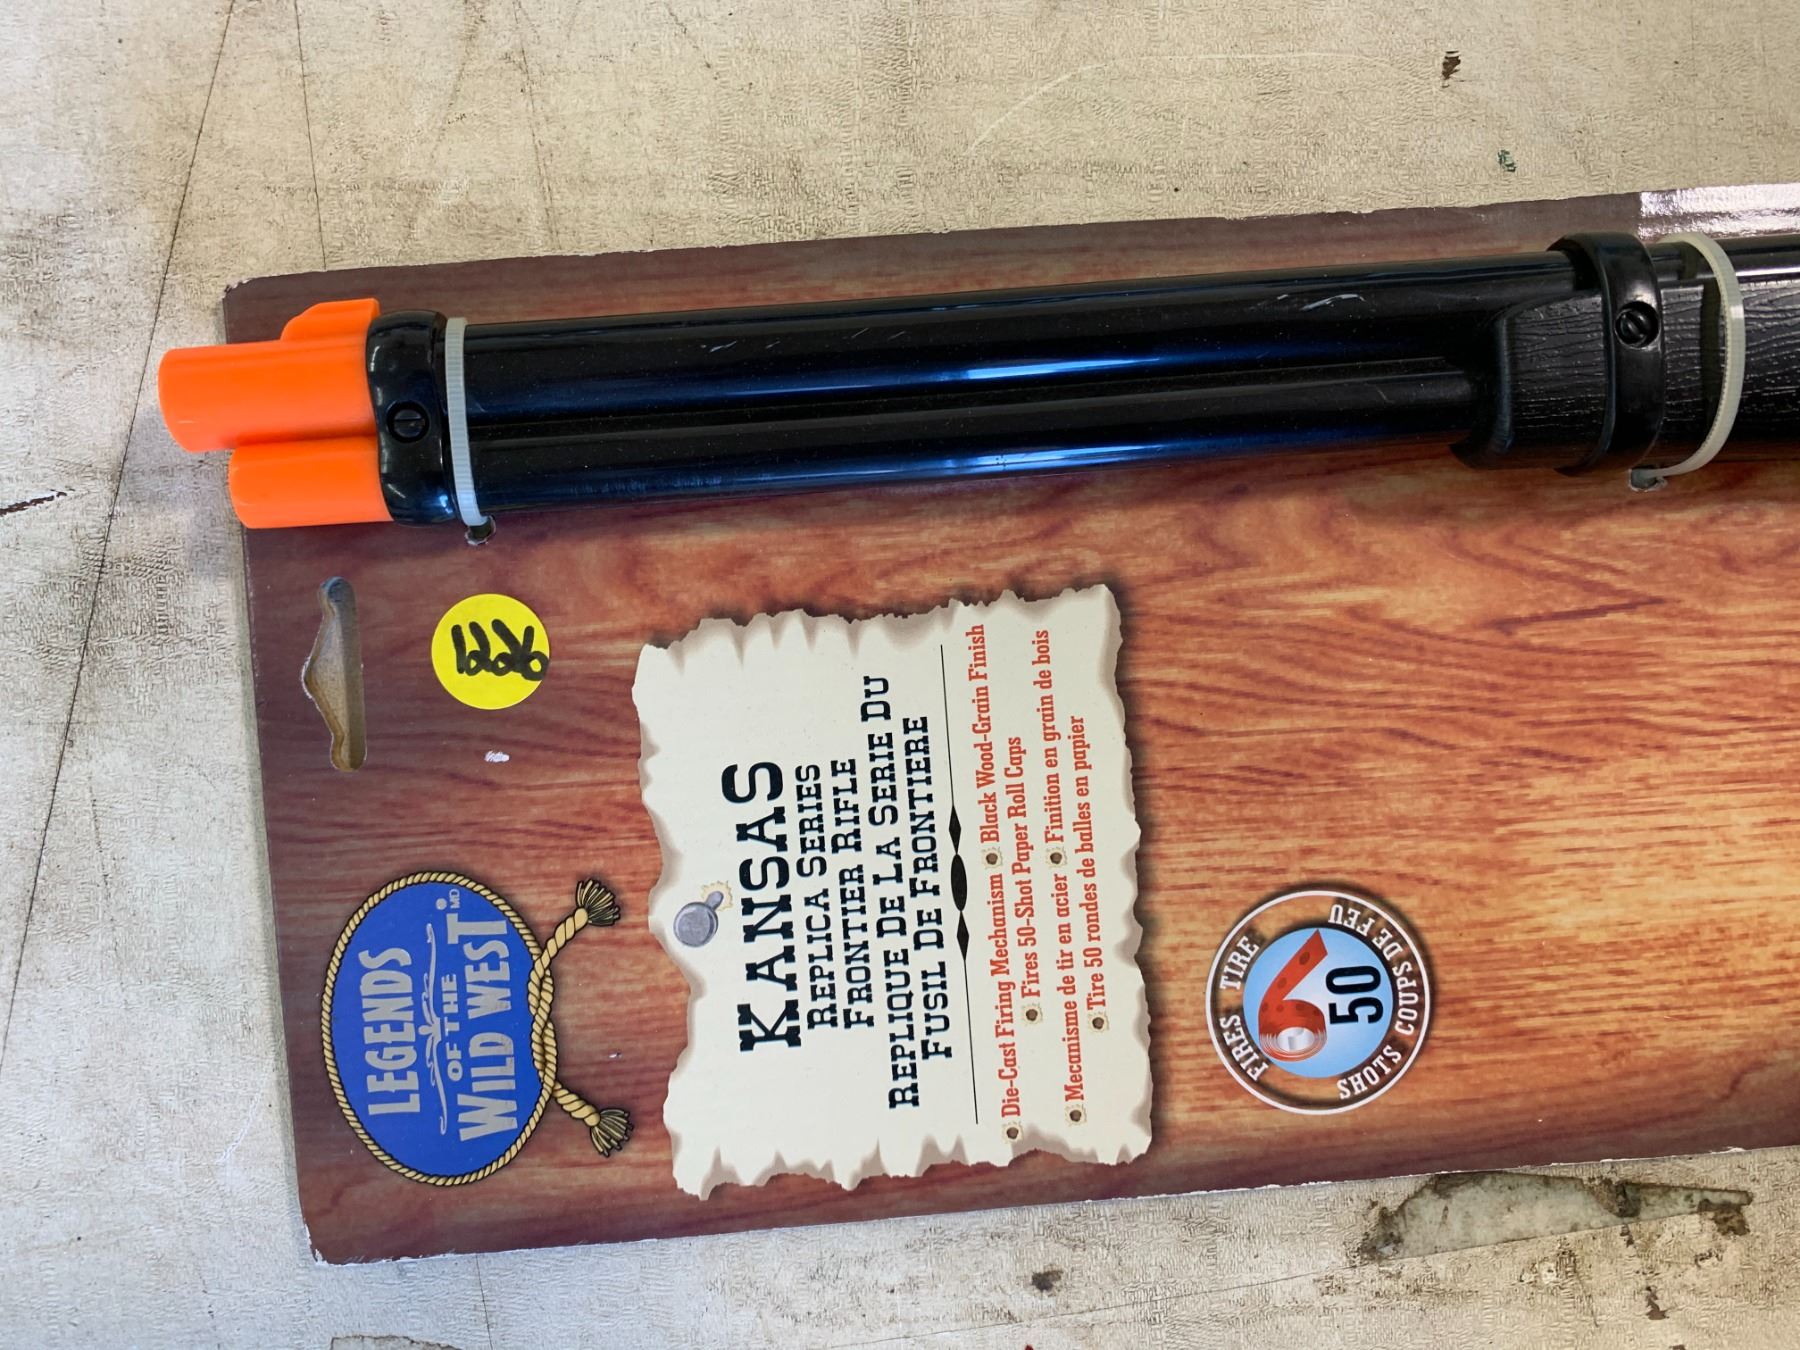 1226
LEGENDS
OF THE
WILD WEST
MD
KANSAS
REPLICA SERIES
FRONTIER RIFLE
REPLIQUE DE LA SERIE DU
FUSIL DE FRONTIERE
Die-Cast Firing Mechanism Black Wood-Grain Finish
Fires 50-Shot Paper Roll Caps
Mecanisme de tir en acier Finition en grain de bois
Tire 50 rondes de balles en papier
FIRES TIRE
50
SHOTS COUPS DE FEU